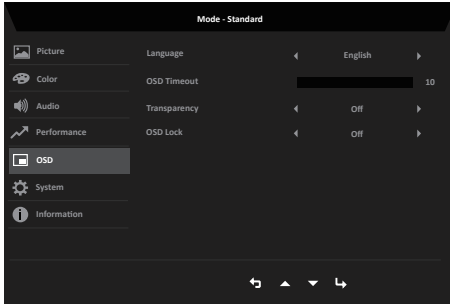 Mode - Standard
Picture
Color
Audio
Performance
OSD
System
Information
Language English
OSD Timeout 10
Transparency Off
OSD Lock Off